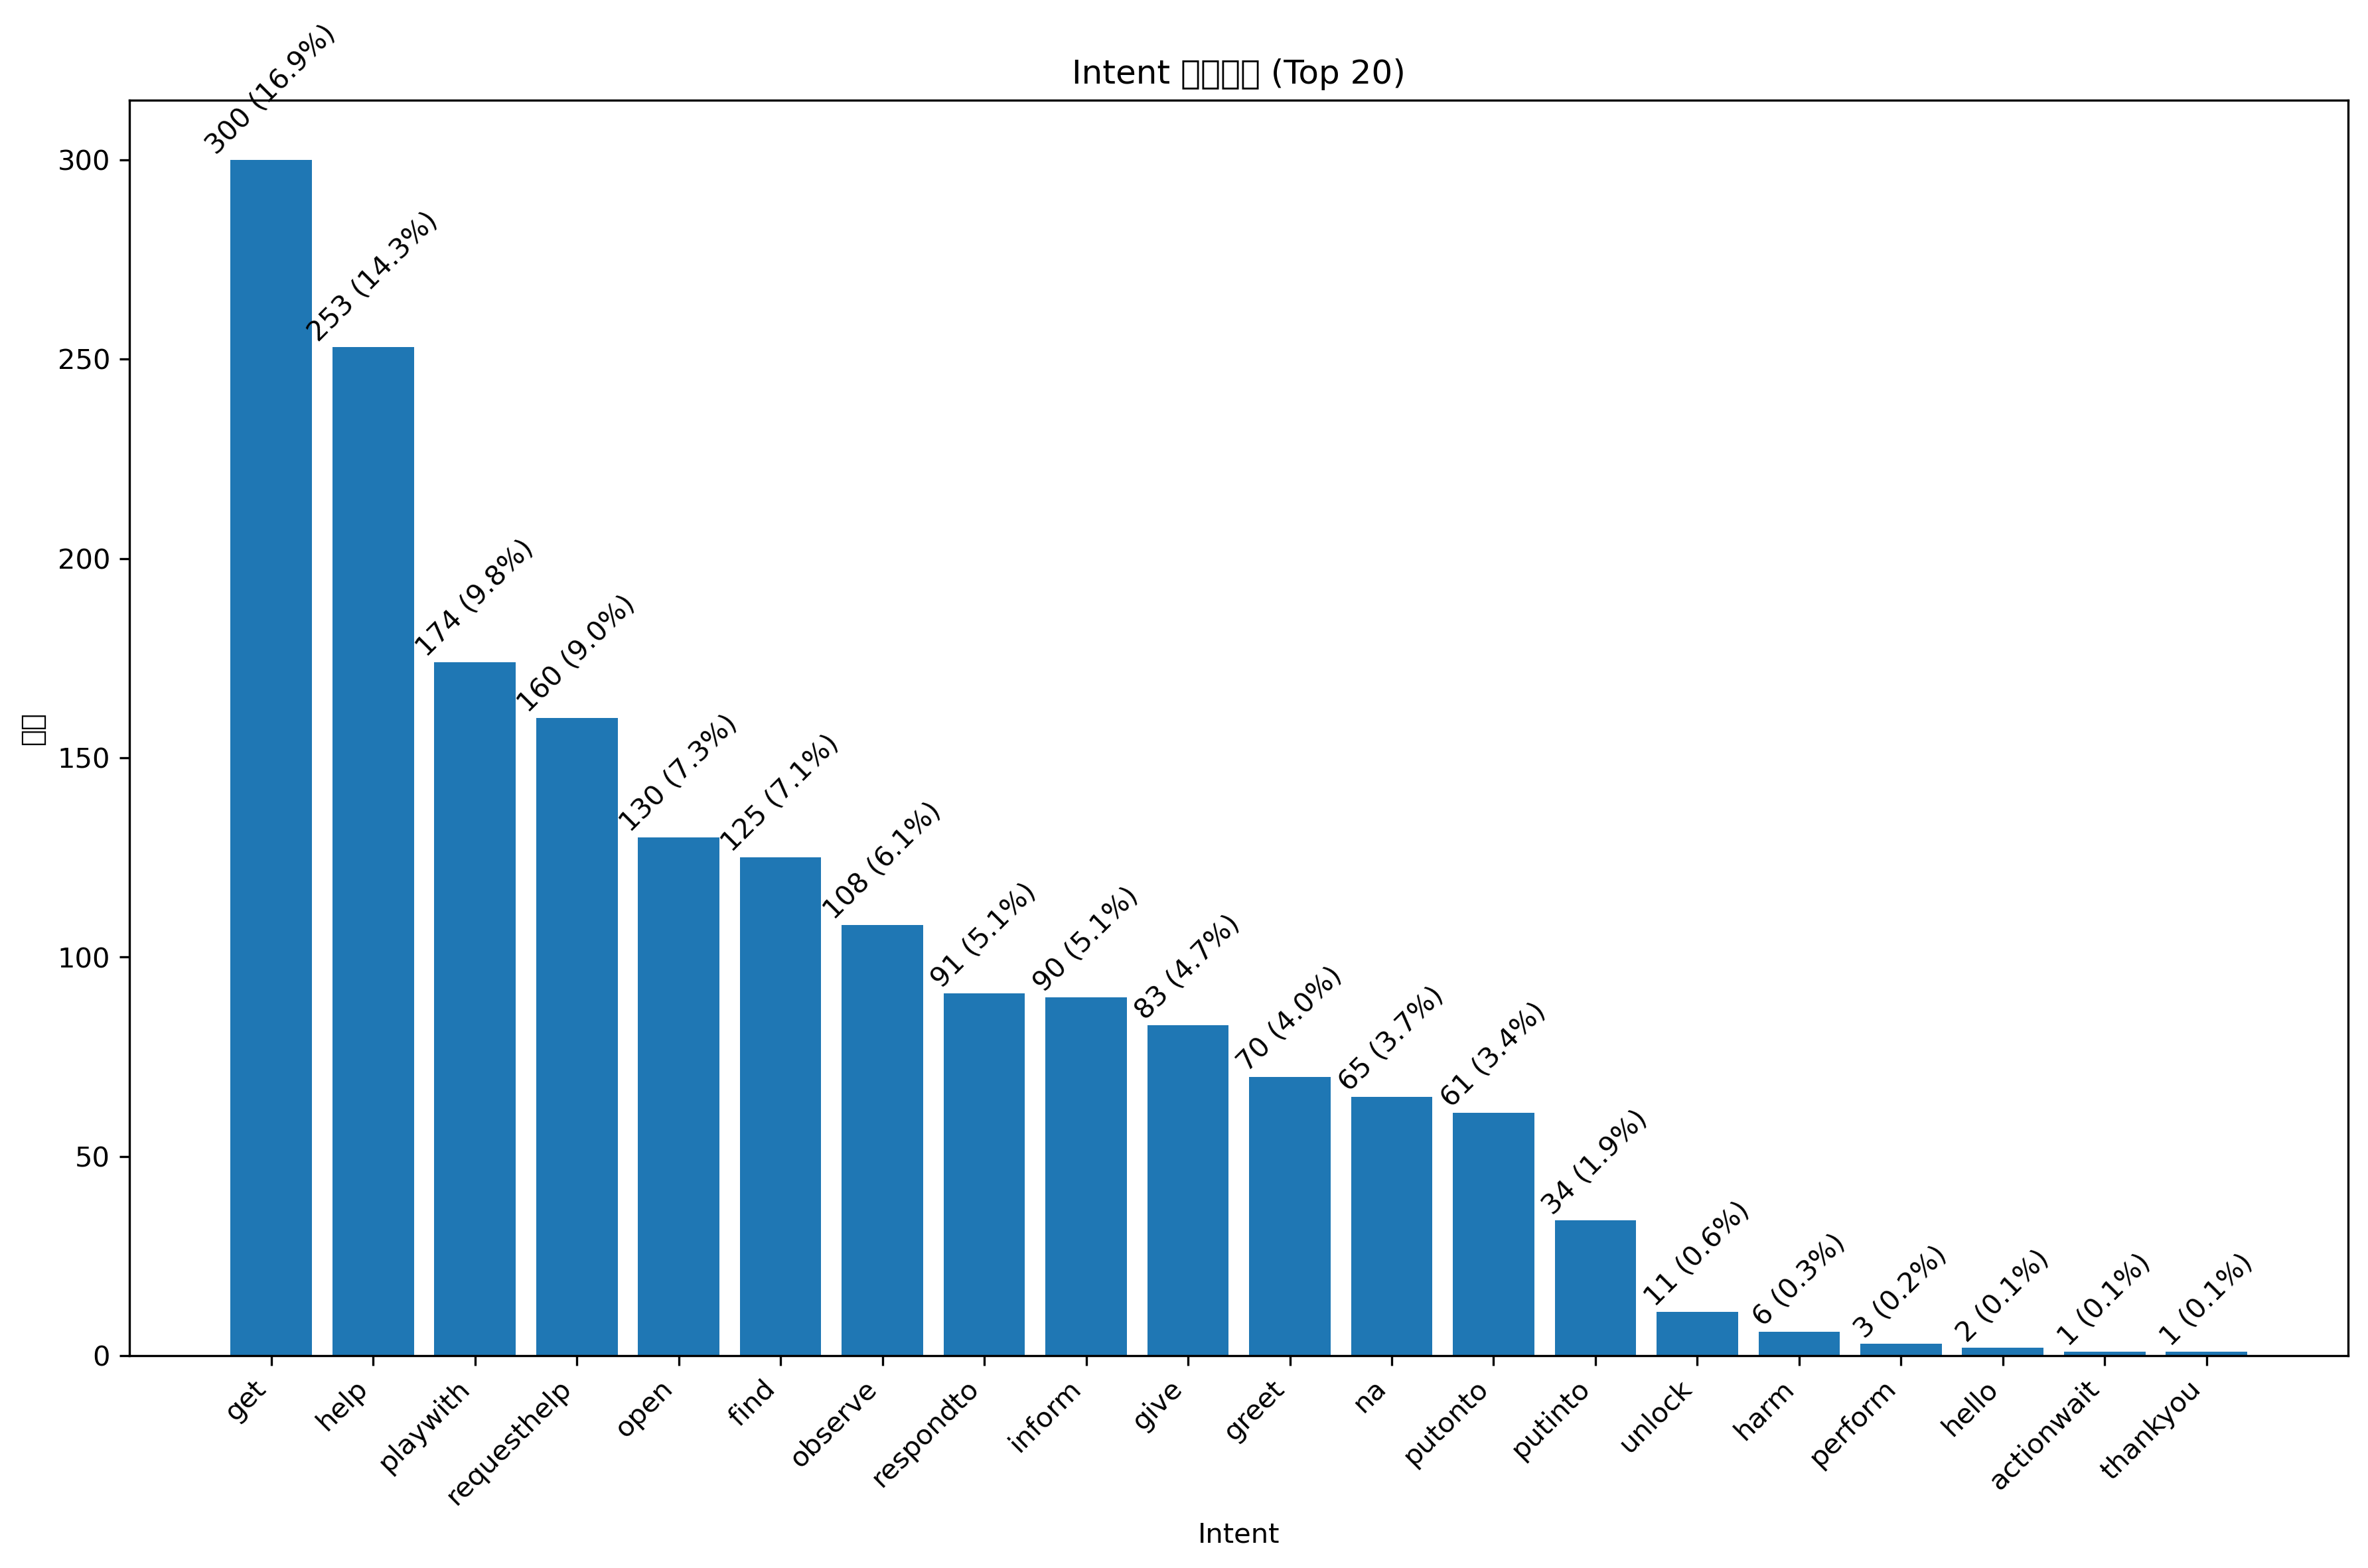 Intent (Top 20)
300 (16.9%)
253 (14.3%)
174 (9.8%)
160 (9.0%)
130 (7.3%)
125 (7.1%)
108 (6.1%)
91 (5.1%)
90 (5.1%)
83 (4.7%)
70 (4.0%)
65 (3.7%)
61 (3.4%)
34 (1.9%)
11 (0.6%)
6 (0.3%)
3 (0.2%)
2 (0.1%)
1 (0.1%)
1 (0.1%)
300
250
200
150
100
50
0
get
help
playwith
requesthelp
open
find
observe
respondto
inform
give
greet
na
putonto
putinto
unlock
harm
perform
hello
actionwait
thankyou
Intent